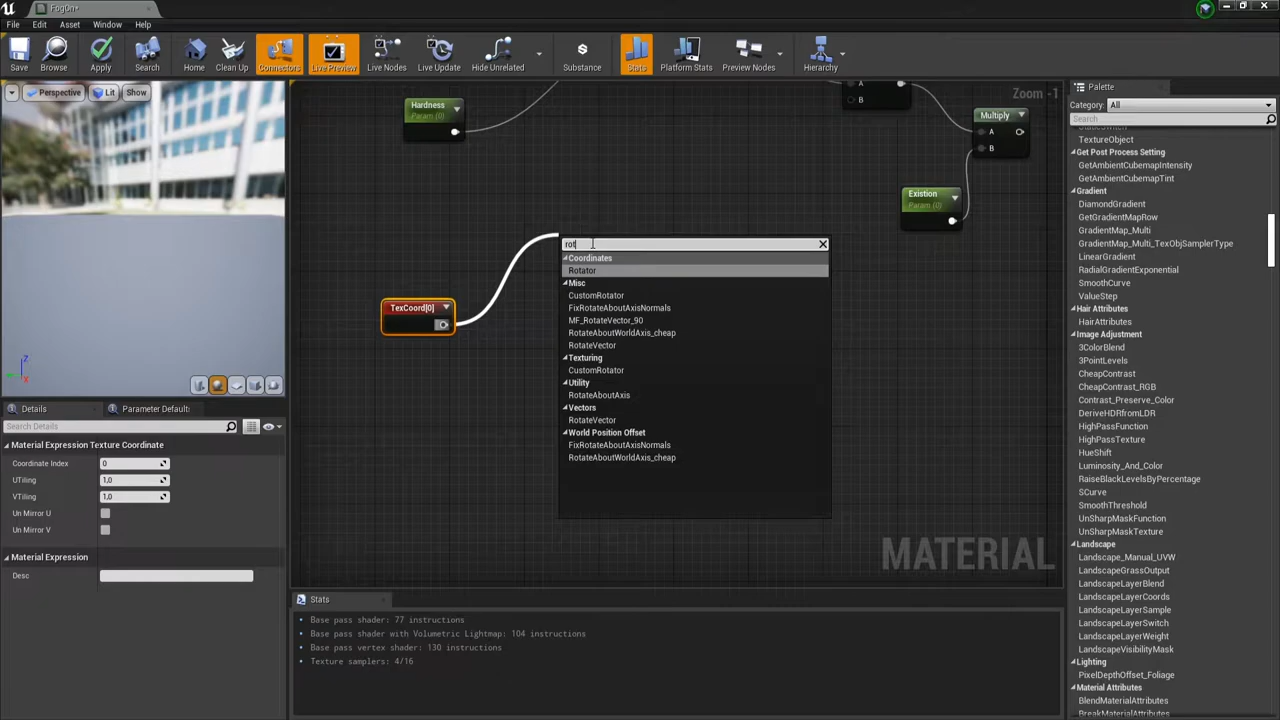 FogOn*
File Edit Asset Window Help
Save Browse Apply Search Home Clean Up Connectors Live Preview Live Nodes Live Update Hide Unrelated Substance Stats Platform Stats Preview Nodes Hierarchy
Perspective Lit Show
Zoom -1
Palette
Category: All
Search
Hardness
Param (0)
A
B
Multiply
A
B
Existion
Param (0)
TexCoord[0]
rot
Coordinates
Rotator
Misc
CustomRotator
FixRotateAboutAxisNormals
MF_RotateVector_90
RotateAboutWorldAxis_cheap
RotateVector
Texturing
CustomRotator
Utility
RotateAboutAxis
Vectors
RotateVector
World Position Offset
FixRotateAboutAxisNormals
RotateAboutWorldAxis_cheap
MATERIAL
Z
X
Details Parameter Default:
Search Details
Material Expression Texture Coordinate
Coordinate Index 0
UTiling 1,0
VTiling 1,0
Un Mirror U
Un Mirror V
Material Expression
Desc
Stats
Base pass shader: 77 instructions
Base pass shader with Volumetric Lightmap: 104 instructions
Base pass vertex shader: 130 instructions
Texture samplers: 4/16
TextureObject
Get Post Process Setting
GetAmbientCubemapIntensity
GetAmbientCubemapTint
Gradient
DiamondGradient
GetGradientMapRow
GradientMap_Multi
GradientMap_Multi_TexObjSamplerType
LinearGradient
RadialGradientExponential
SmoothCurve
ValueStep
Hair Attributes
HairAttributes
Image Adjustment
3ColorBlend
3PointLevels
CheapContrast
CheapContrast_RGB
Contrast_Preserve_Color
DeriveHDRfromLDR
HighPassFunction
HighPassTexture
HueShift
Luminosity_And_Color
RaiseBlackLevelsByPercentage
SCurve
SmoothThreshold
UnSharpMaskFunction
UnSharpMaskTexture
Landscape
Landscape_Manual_UVW
LandscapeGrassOutput
LandscapeLayerBlend
LandscapeLayerCoords
LandscapeLayerSample
LandscapeLayerSwitch
LandscapeLayerWeight
LandscapeVisibilityMask
Lighting
PixelDepthOffset_Foliage
Material Attributes
BlendMaterialAttributes
BreakMaterialAttributes